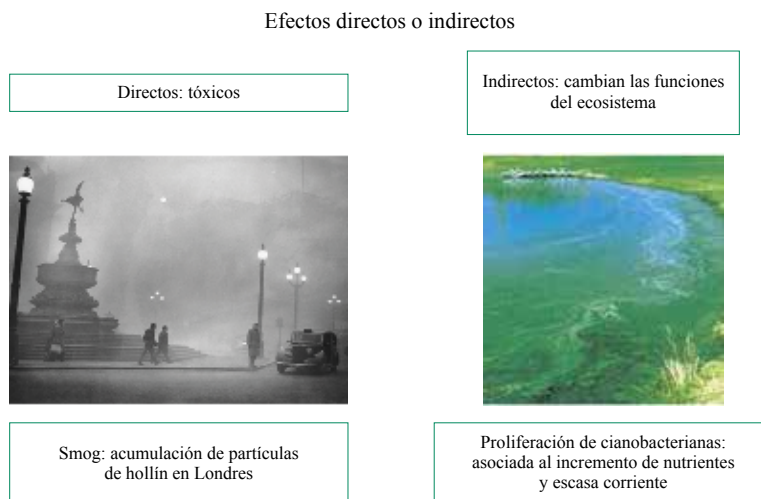 Efectos directos o indirectos
Directos: tóxicos
Indirectos: cambian las funciones
del ecosistema
Smog: acumulación de partículas
de hollín en Londres
Proliferación de cianobacterianas:
asociada al incremento de nutrientes
y escasa corriente